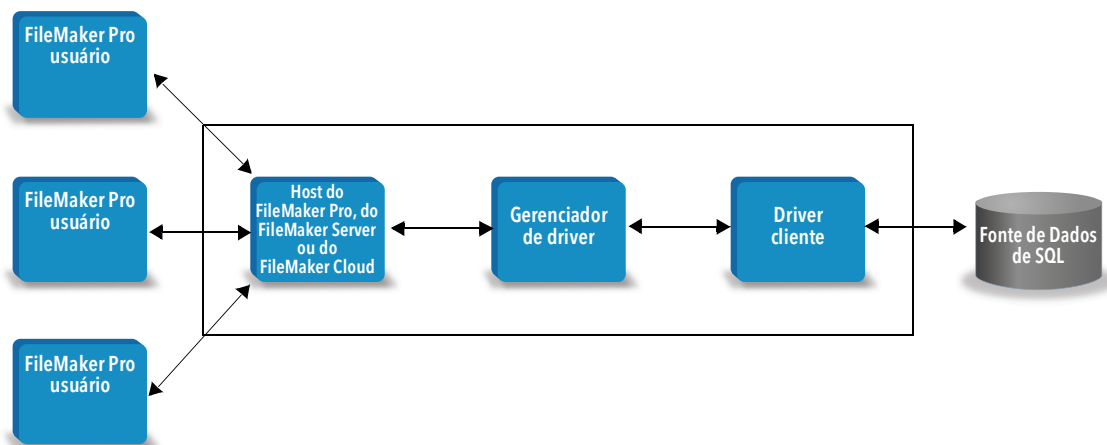 FileMaker Pro
usuário
FileMaker Pro
usuário
Host do
FileMaker Pro, do
FileMaker Server
ou do
FileMaker Cloud
Gerenciador
de driver
Driver
cliente
Fonte de Dados
de SQL
FileMaker Pro
usuário